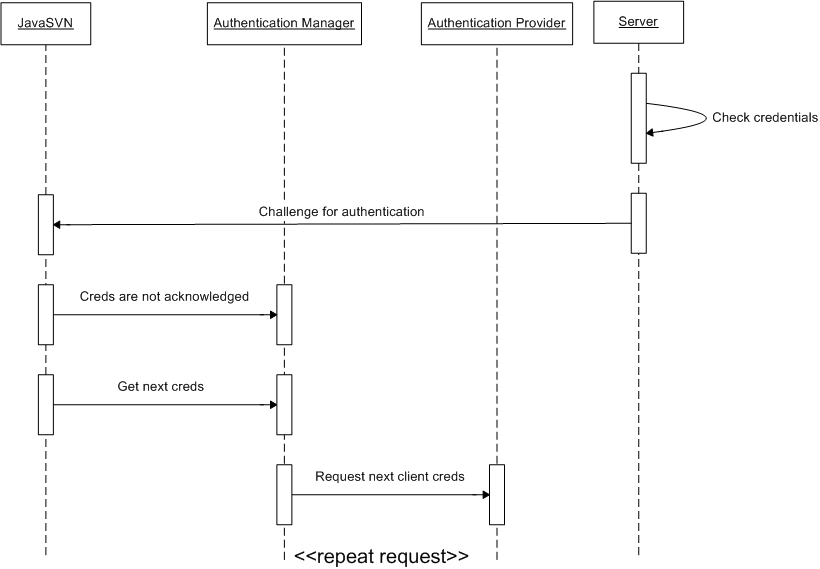 JavaSVN
Authentication Manager
Authentication Provider
Server
Check credentials
Challenge for authentication
Creds are not acknowledged
Get next creds
Request next client creds
<<repeat request>>